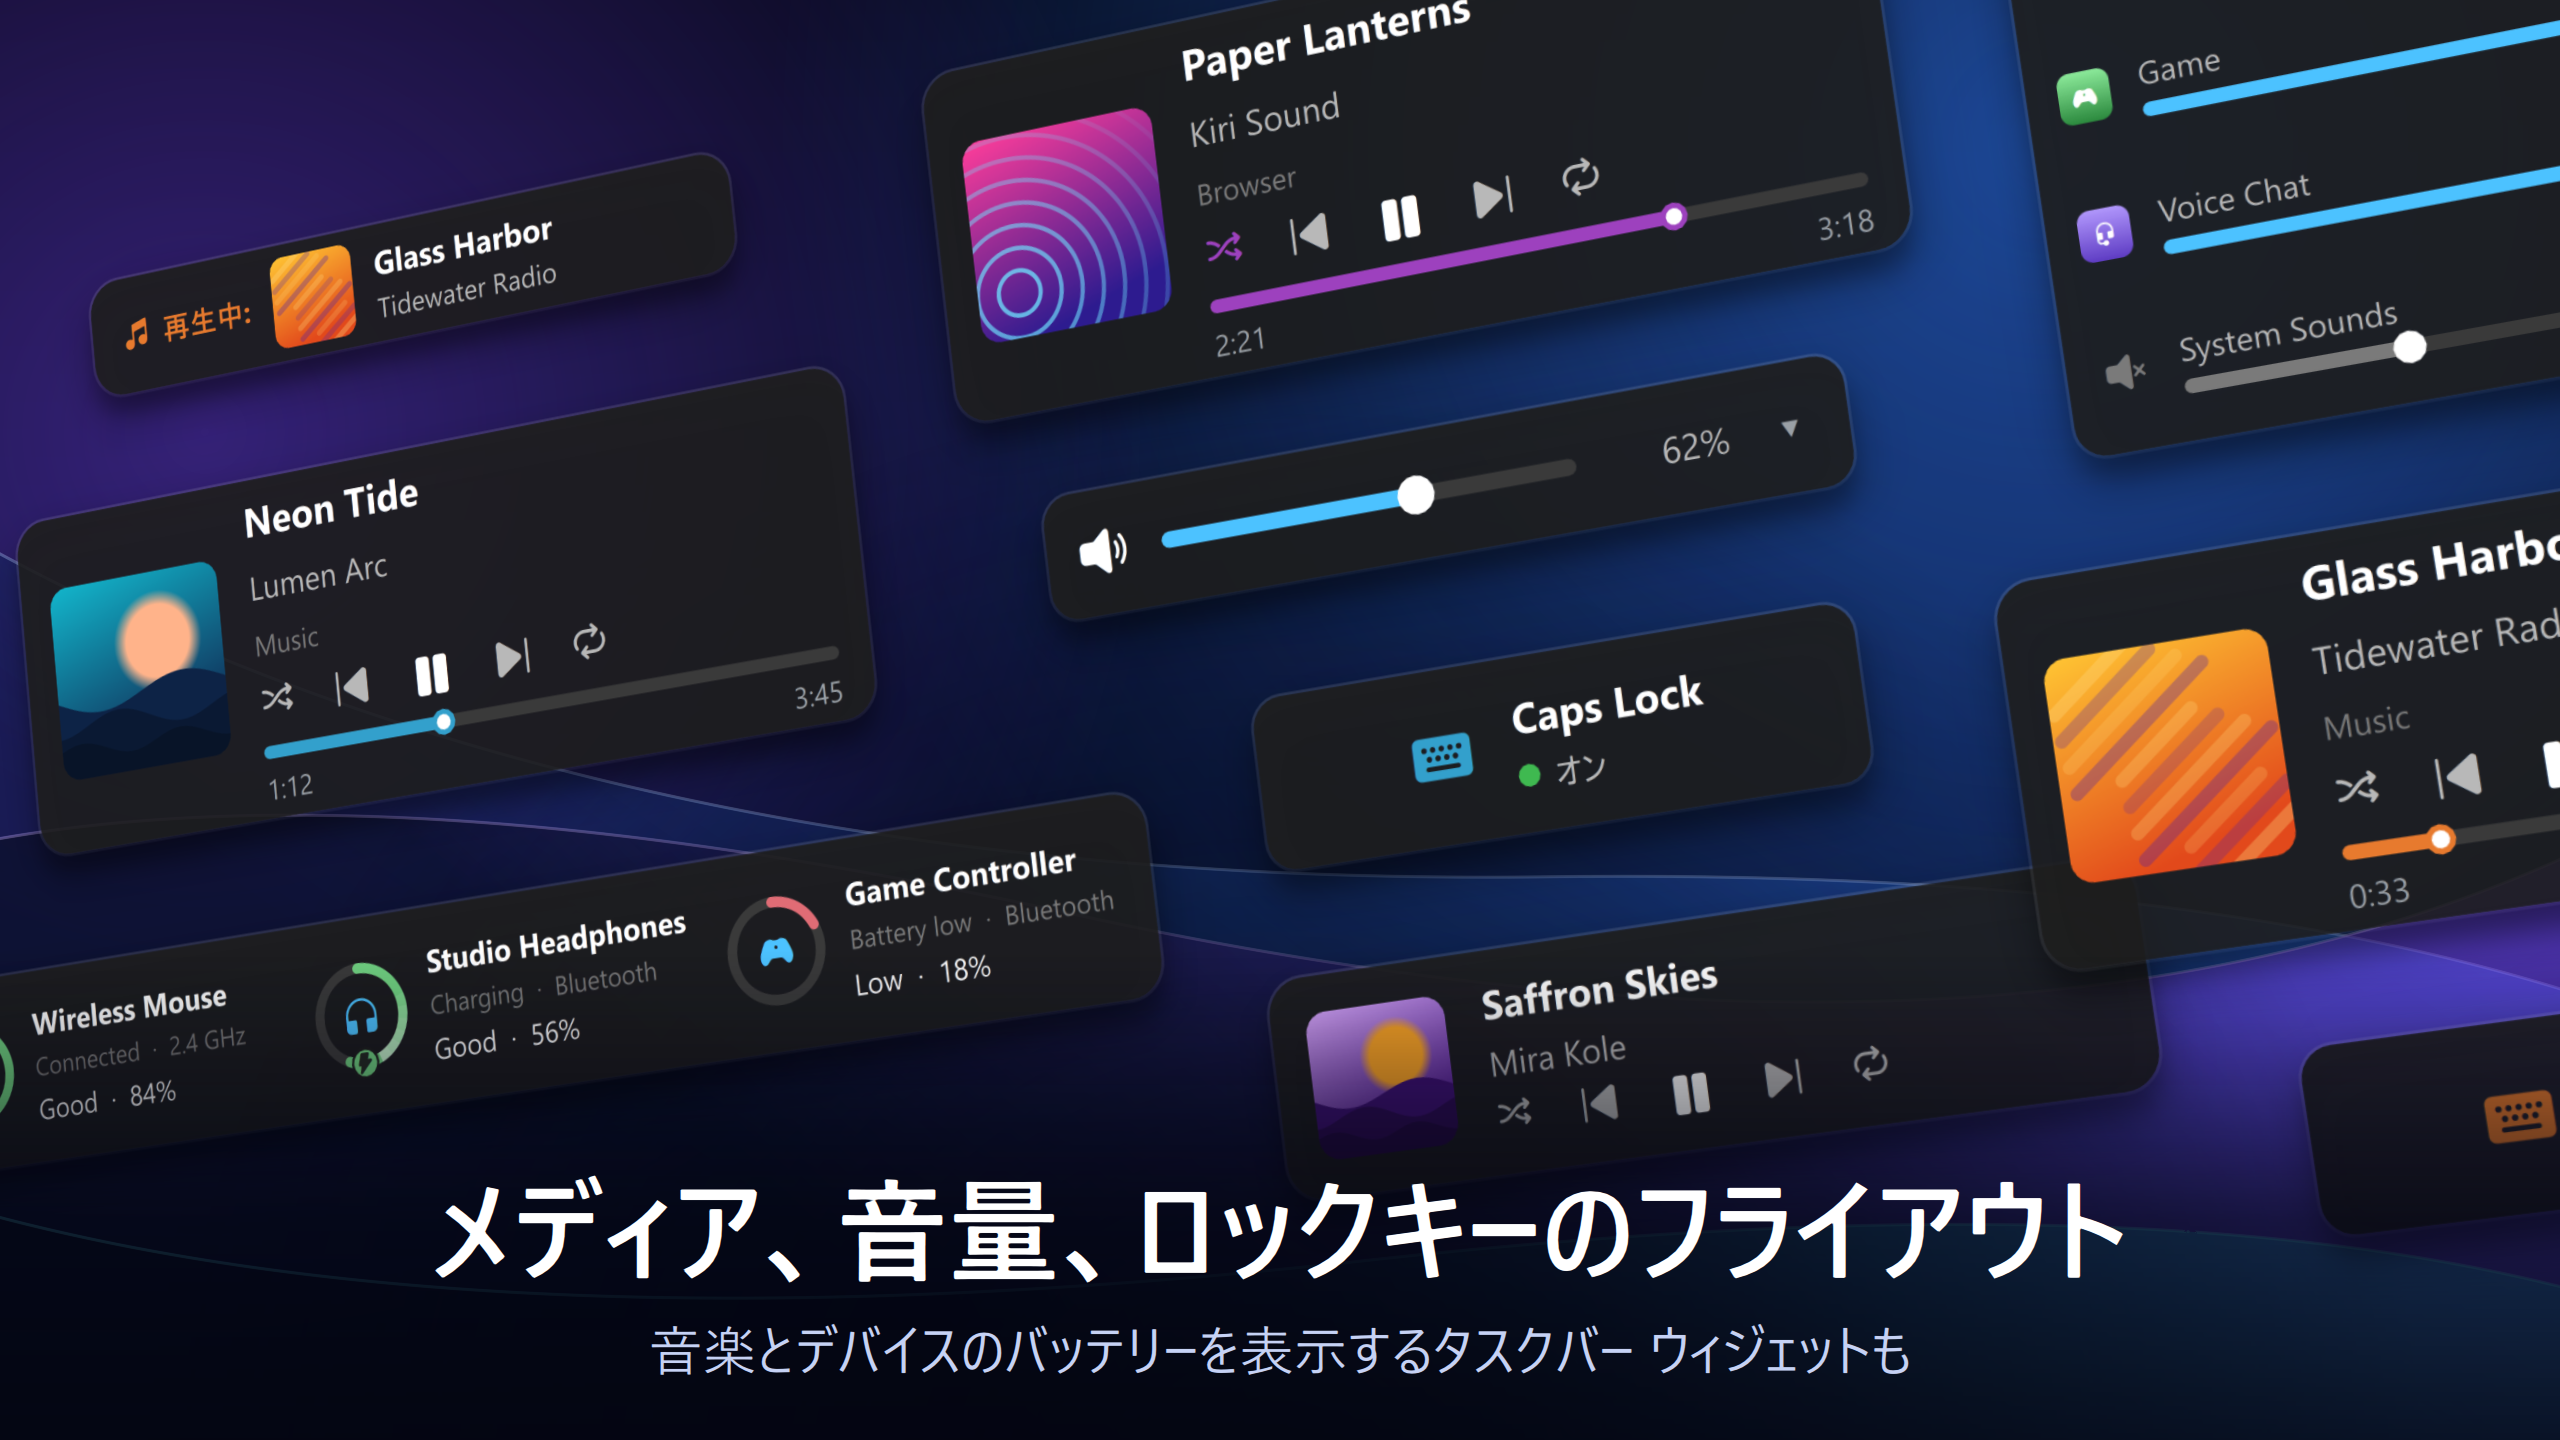 再生中:
Glass Harbor
Tidewater Radio
Neon Tide
Lumen Arc
Music
1:12
3:45
Paper Lanterns
Kiri Sound
Browser
2:21
3:18
62%
Caps Lock
オン
Game
Voice Chat
System Sounds
Glass Harbo
Tidewater Rad
Music
0:33
Wireless Mouse
Connected · 2.4 GHz
Good · 84%
Studio Headphones
Charging · Bluetooth
Good · 56%
Game Controller
Battery low · Bluetooth
Low · 18%
Saffron Skies
Mira Kole
メディア、音量、ロックキーのフライアウト
音楽とデバイスのバッテリーを表示するタスクバー ウィジェットも